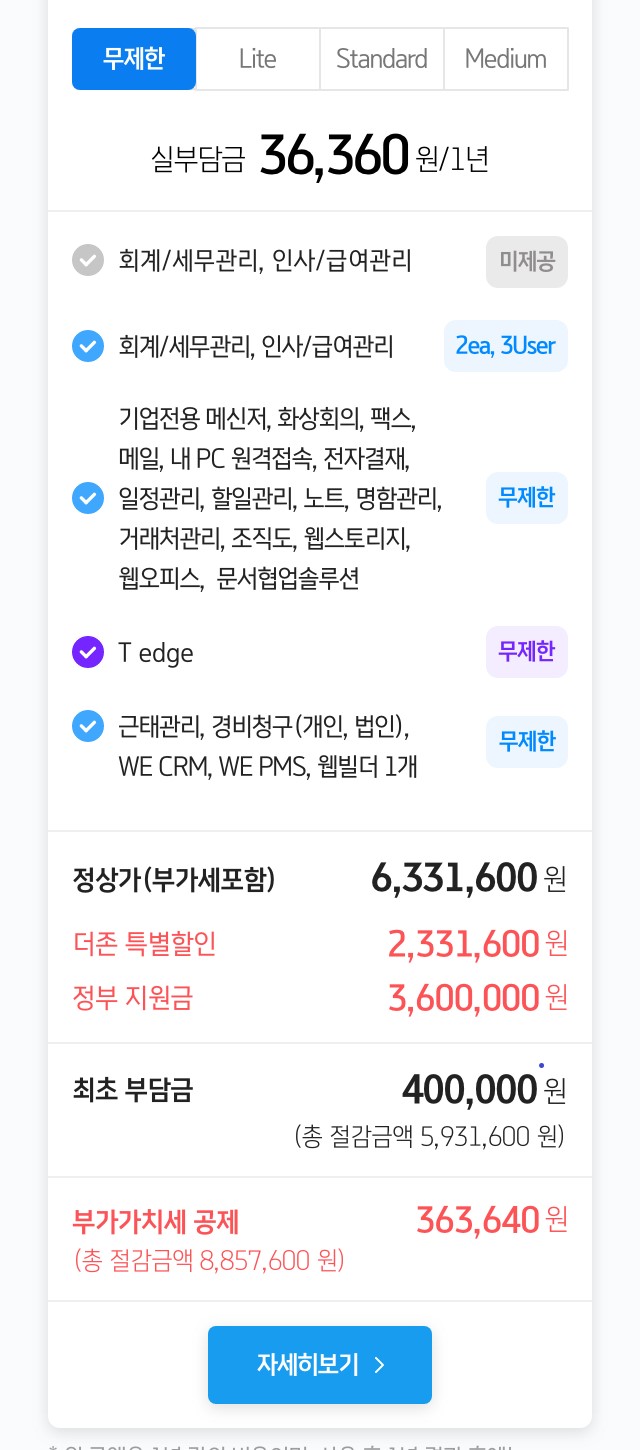 무제한 Lite Standard Medium
실부담금 36,360 원/1년
회계/세무관리, 인사/급여관리 미제공
회계/세무관리, 인사/급여관리 2ea, 3User
기업전용 메신저, 화상회의, 팩스,
메일, 내 PC 원격접속, 전자결재,
일정관리, 할일관리, 노트, 명함관리, 무제한
거래처관리, 조직도, 웹스토리지,
웹오피스, 문서협업솔루션
T edge 무제한
근태관리, 경비청구(개인, 법인), 무제한
WE CRM, WE PMS, 웹빌더 1개
정상가(부가세포함) 6,331,600 원
더존 특별할인 2,331,600 원
정부 지원금 3,600,000 원
최초 부담금 400,000 원
(총 절감금액 5,931,600 원)
부가가치세 공제 363,640 원
(총 절감금액 8,857,600 원)
자세히보기 >